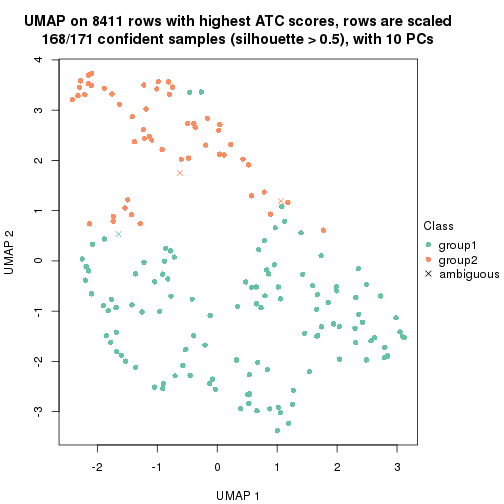 UMAP on 8411 rows with highest ATC scores, rows are scaled
168/171 confident samples (silhouette > 0.5), with 10 PCs
4
3
2
1
0
-1
-2
-3
UMAP 2
-2
-1
0
1
2
3
UMAP 1
Class
group1
group2
ambiguous